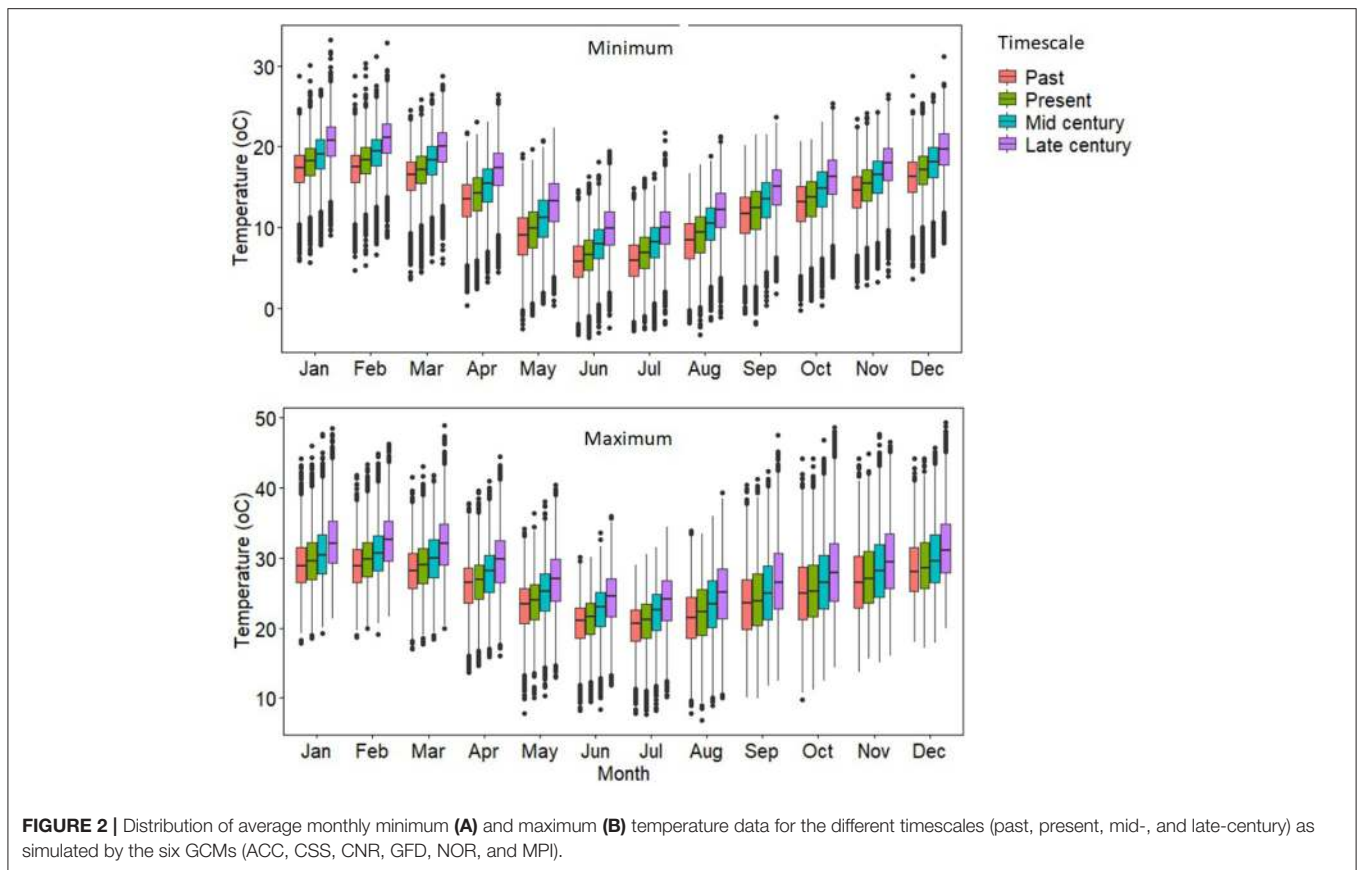 Minimum
Timescale
Past
Present
Mid century
Late century
Temperature (oC)
30
20
10
0
Jan Feb Mar Apr May Jun Jul Aug Sep Oct Nov Dec
Maximum
Temperature (oC)
50
40
30
20
10
Jan Feb Mar Apr May Jun Jul Aug Sep Oct Nov Dec
Month
FIGURE 2 | Distribution of average monthly minimum (A) and maximum (B) temperature data for the different timescales (past, present, mid-, and late-century) as
simulated by the six GCMs (ACC, CSS, CNR, GFD, NOR, and MPI).